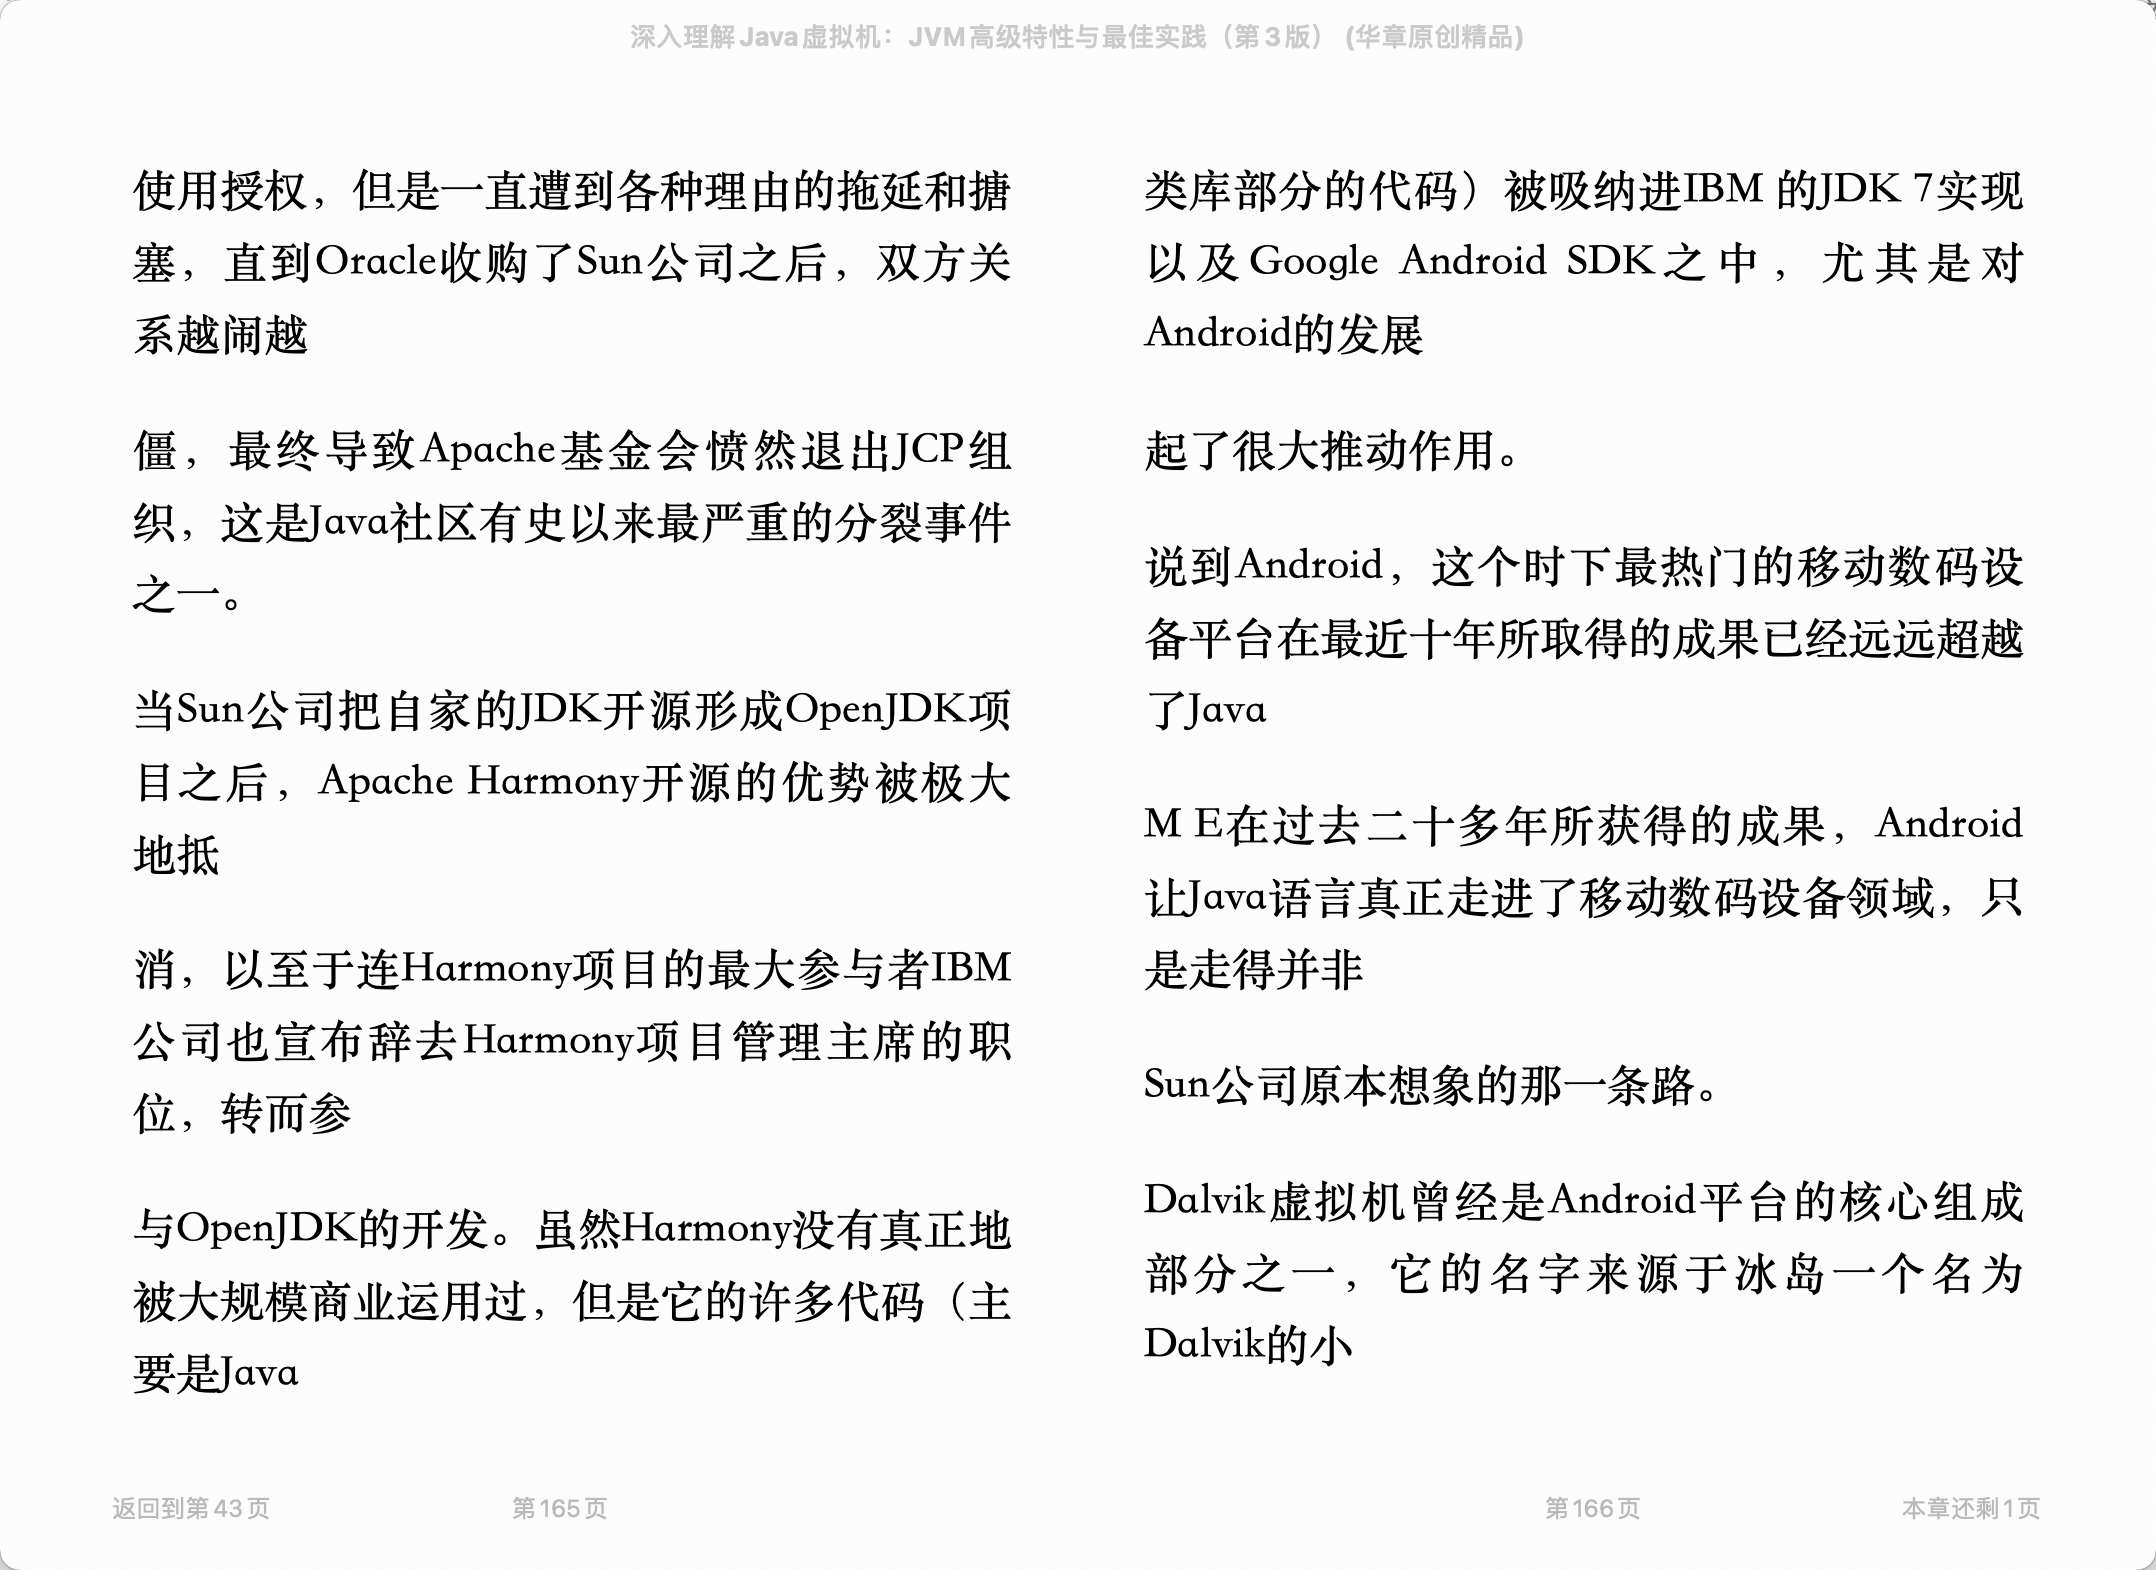 深入理解Java虚拟机：JVM高级特性与最佳实践（第3版） (华章原创精品)
使用授权，但是一直遭到各种理由的拖延和搪
塞，直到Oracle收购了Sun公司之后，双方关
系越闹越
僵，最终导致Apache基金会愤然退出JCP组
织，这是Java社区有史以来最严重的分裂事件
之一。
当Sun公司把自家的JDK开源形成OpenJDK项
目之后，Apache Harmony开源的优势被极大
地抵
消，以至于连Harmony项目的最大参与者IBM
公司也宣布辞去Harmony项目管理主席的职
位，转而参
与OpenJDK的开发。虽然Harmony没有真正地
被大规模商业运用过，但是它的许多代码（主
要是Java
类库部分的代码）被吸纳进IBM 的JDK 7实现
以及Google Android SDK之中，尤其是对
Android的发展
起了很大推动作用。
说到Android，这个时下最热门的移动数码设
备平台在最近十年所取得的成果已经远远超越
了Java
M E在过去二十多年所获得的成果，Android
让Java语言真正走进了移动数码设备领域，只
是走得并非
Sun公司原本想象的那一条路。
Dalvik虚拟机曾经是Android平台的核心组成
部分之一，它的名字来源于冰岛一个名为
Dalvik的小
返回到第43页
第165页
第166页
本章还剩1页